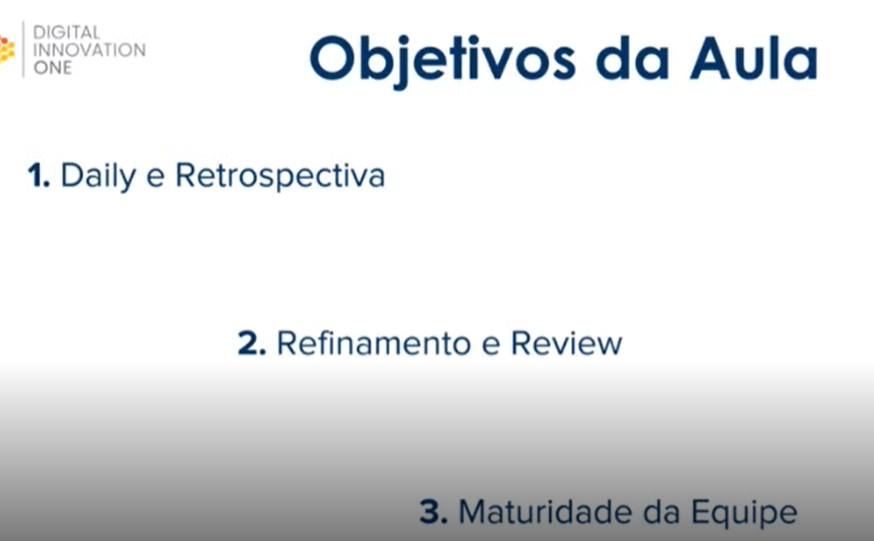 DIGITAL
INNOVATION
ONE
Objetivos da Aula
1. Daily e Retrospectiva
2. Refinamento e Review
3. Maturidade da Equipe